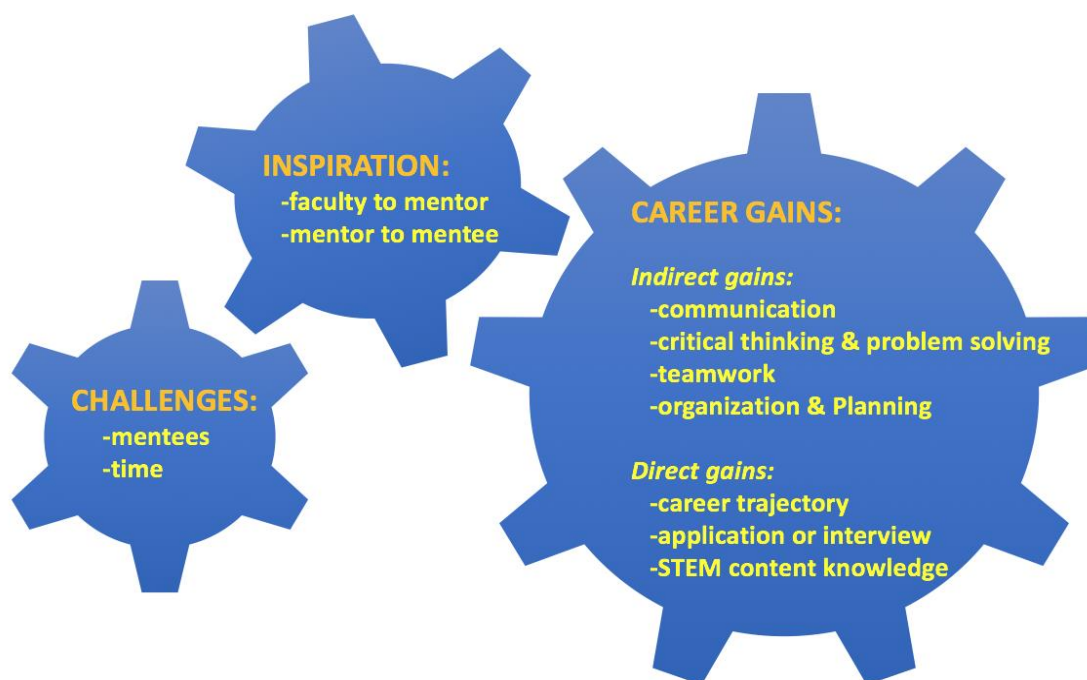 INSPIRATION:
-faculty to mentor
-mentor to mentee
CHALLENGES:
-mentees
-time
CAREER GAINS:
Indirect gains:
-communication
-critical thinking & problem solving
-teamwork
-organization & Planning
Direct gains:
-career trajectory
-application or interview
-STEM content knowledge